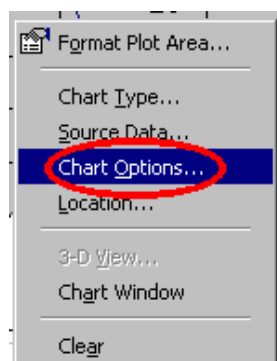 Format Plot Area...
Chart Type...
Source Data...
Chart Options...
Location...
3-D View...
Chart Window
Clear